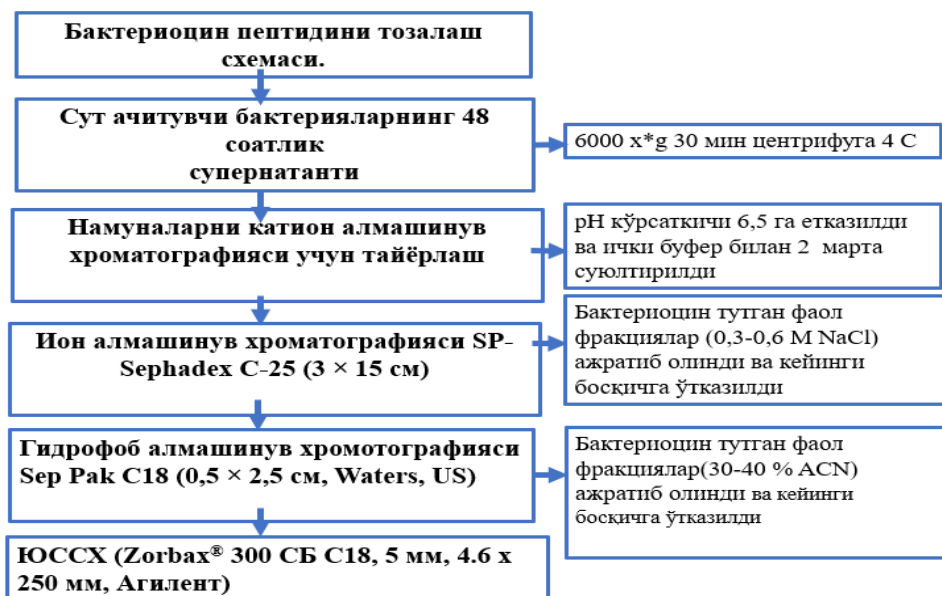 Бактериоцин пептидини тозалаш
схемаси.
Сут ачитувчи бактерияларнинг 48
соатлик
супернатанти
6000 x*g 30 мин центрифуга 4 С
Намуналарни катион алмашинув
хроматографияси учун тайёрлаш
pH кўрсаткичи 6,5 га етказилди
ва ички буфер билан 2 марта
суюлтирилди
Ион алмашинув хроматографияси SP-
Sephadex C-25 (3 × 15 см)
Бактериоцин тутган фаол
фракциялар (0,3-0,6 М NaCl)
ажратиб олинди ва кейинги
босқичга ўтказилди
Гидрофоб алмашинув хромотографияси
Sep Pak C18 (0,5 × 2,5 см, Waters, US)
Бактериоцин тутган фаол
фракциялар(30-40 % ACN)
ажратиб олинди ва кейинги
босқичга ўтказилди
ЮССХ (Zorbax® 300 СБ С18, 5 мм, 4.6 х
250 мм, Агилент)